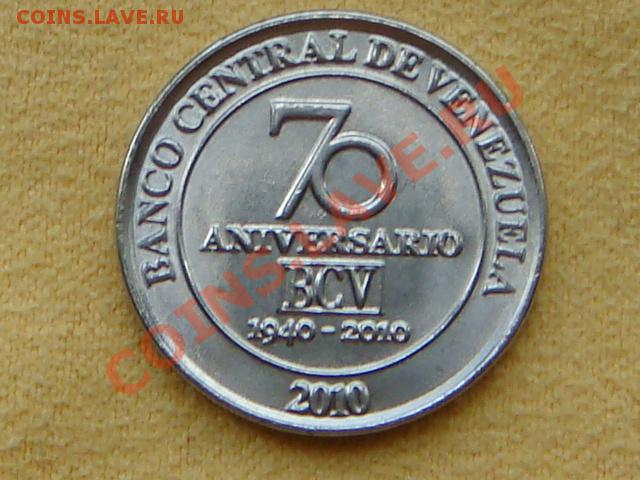 COINS.LAVE.RU
BANCO CENTRAL DE VENEZUELA
70
ANIVERSARIO
BCV
1940-2010
2010
COINS.LAVE.RU